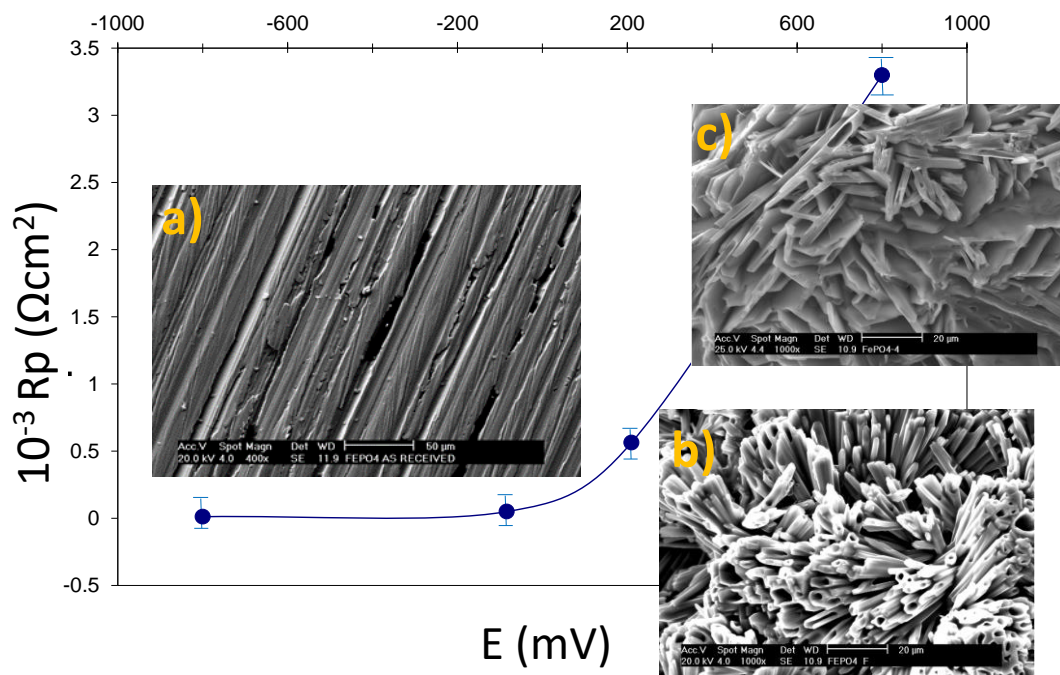 -1000 -600 -200 200 600 1000
3.5
3
2.5
2
1.5
1
0.5
0
-0.5
10⁻³ Rp (Ωcm²)
E (mV)
a)
Acc.V Spot Magn Det WD 50 µm
20.0 kV 4.0 400x SE 11.9 FEPO4 AS RECEIVED
c)
Acc.V Spot Magn Det WD 20 µm
25.0 kV 4.4 1000x SE 10.9 FePO4-4
b)
Acc.V Spot Magn Det WD 20 µm
20.0 kV 4.0 1000x SE 10.9 FEPO4 F